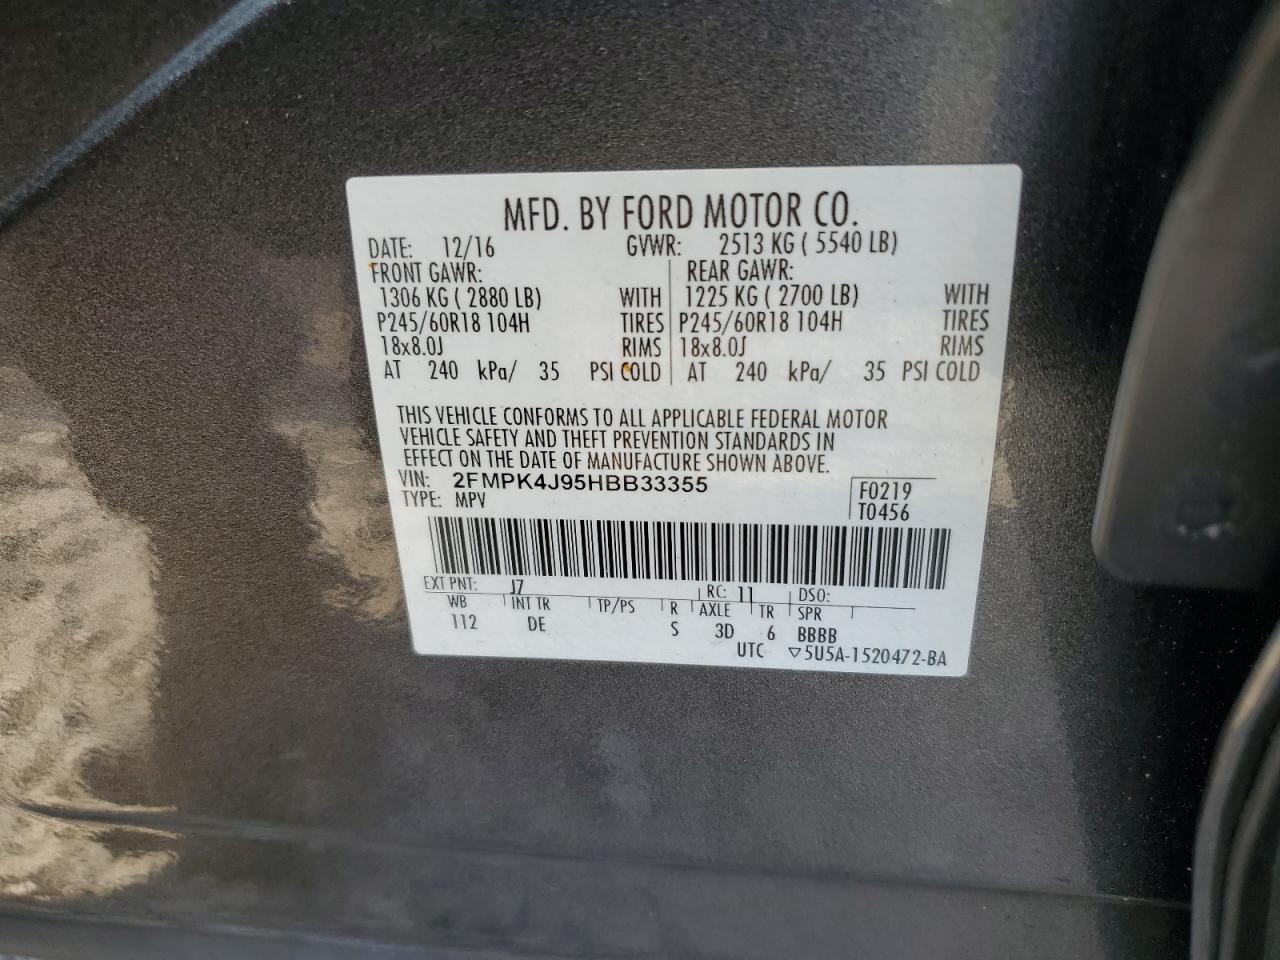 MFD. BY FORD MOTOR CO.
DATE: 12/16 GVWR: 2513 KG ( 5540 LB)
FRONT GAWR: REAR GAWR:
1306 KG ( 2880 LB) WITH 1225 KG ( 2700 LB) WITH
P245/60R18 104H TIRES P245/60R18 104H TIRES
18x8.0J RIMS 18x8.0J RIMS
AT 240 kPa/ 35 PSI COLD AT 240 kPa/ 35 PSI COLD
THIS VEHICLE CONFORMS TO ALL APPLICABLE FEDERAL MOTOR
VEHICLE SAFETY AND THEFT PREVENTION STANDARDS IN
EFFECT ON THE DATE OF MANUFACTURE SHOWN ABOVE.
VIN: 2FMPK4J95HBB33355 F0219
TYPE: MPV T0456
EXT PNT: J7 RC: 11 DSO:
WB INT TR TP/PS R AXLE TR SPR
112 DE S 3D 6 BBBB
UTC ▽5U5A-1520472-BA